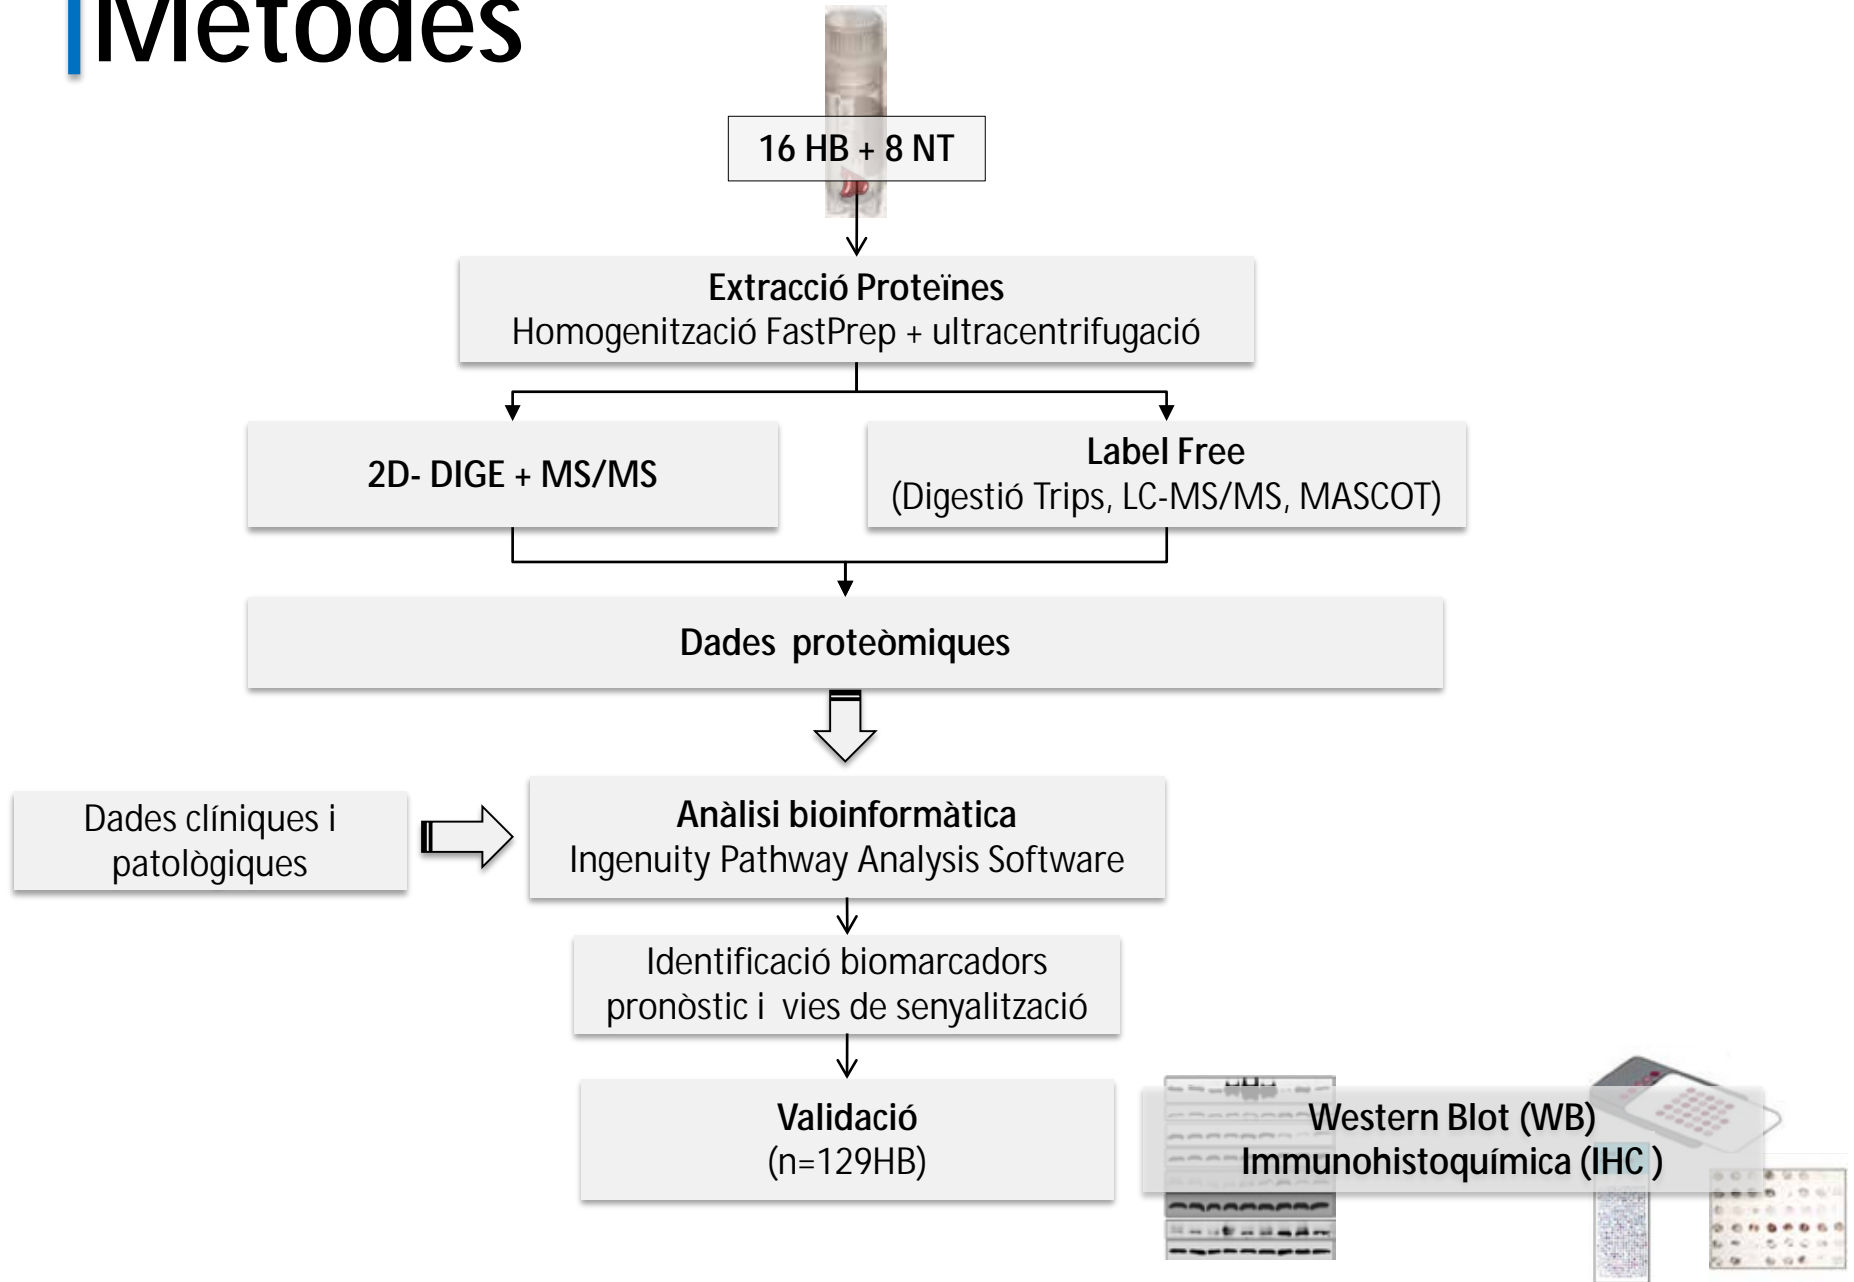 Mètodes
16 HB + 8 NT
Extracció Proteïnes
Homogenització FastPrep + ultracentrifugació
2D- DIGE + MS/MS
Label Free
(Digestió Trips, LC-MS/MS, MASCOT)
Dades proteòmiques
Dades clíniques i
patològiques
Anàlisi bioinformàtica
Ingenuity Pathway Analysis Software
Identificació biomarcadors
pronòstic i vies de senyalització
Validació
(n=129HB)
Western Blot (WB)
Immunohistoquímica (IHC )